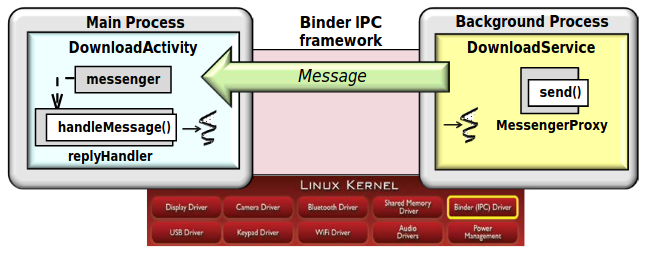 Main Process
DownloadActivity
messenger
handleMessage()
replyHandler
Binder IPC
framework
Message
Background Process
DownloadService
send()
MessengerProxy
LINUX KERNEL
Display Driver
Camera Driver
Bluetooth Driver
Shared Memory
Driver
Binder (IPC) Driver
USB Driver
Keypad Driver
WiFi Driver
Audio
Drivers
Power
Management